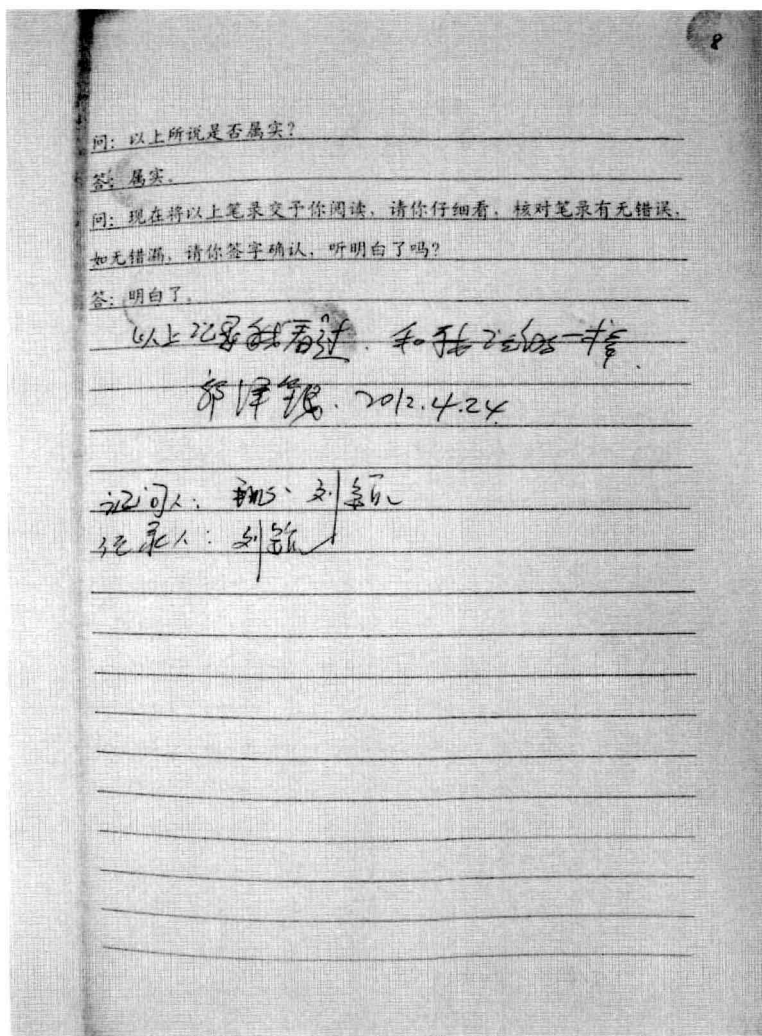 8
问：以上所说是否属实？
答：属实。
问：现在将以上笔录交予你阅读，请你仔细看，核对笔录有无错误，
如无错漏，请你签字确认，听明白了吗？
答：明白了。
以上记录我看过，和我说的一样。
2012.4.24
询问人： 刘
记录人：刘